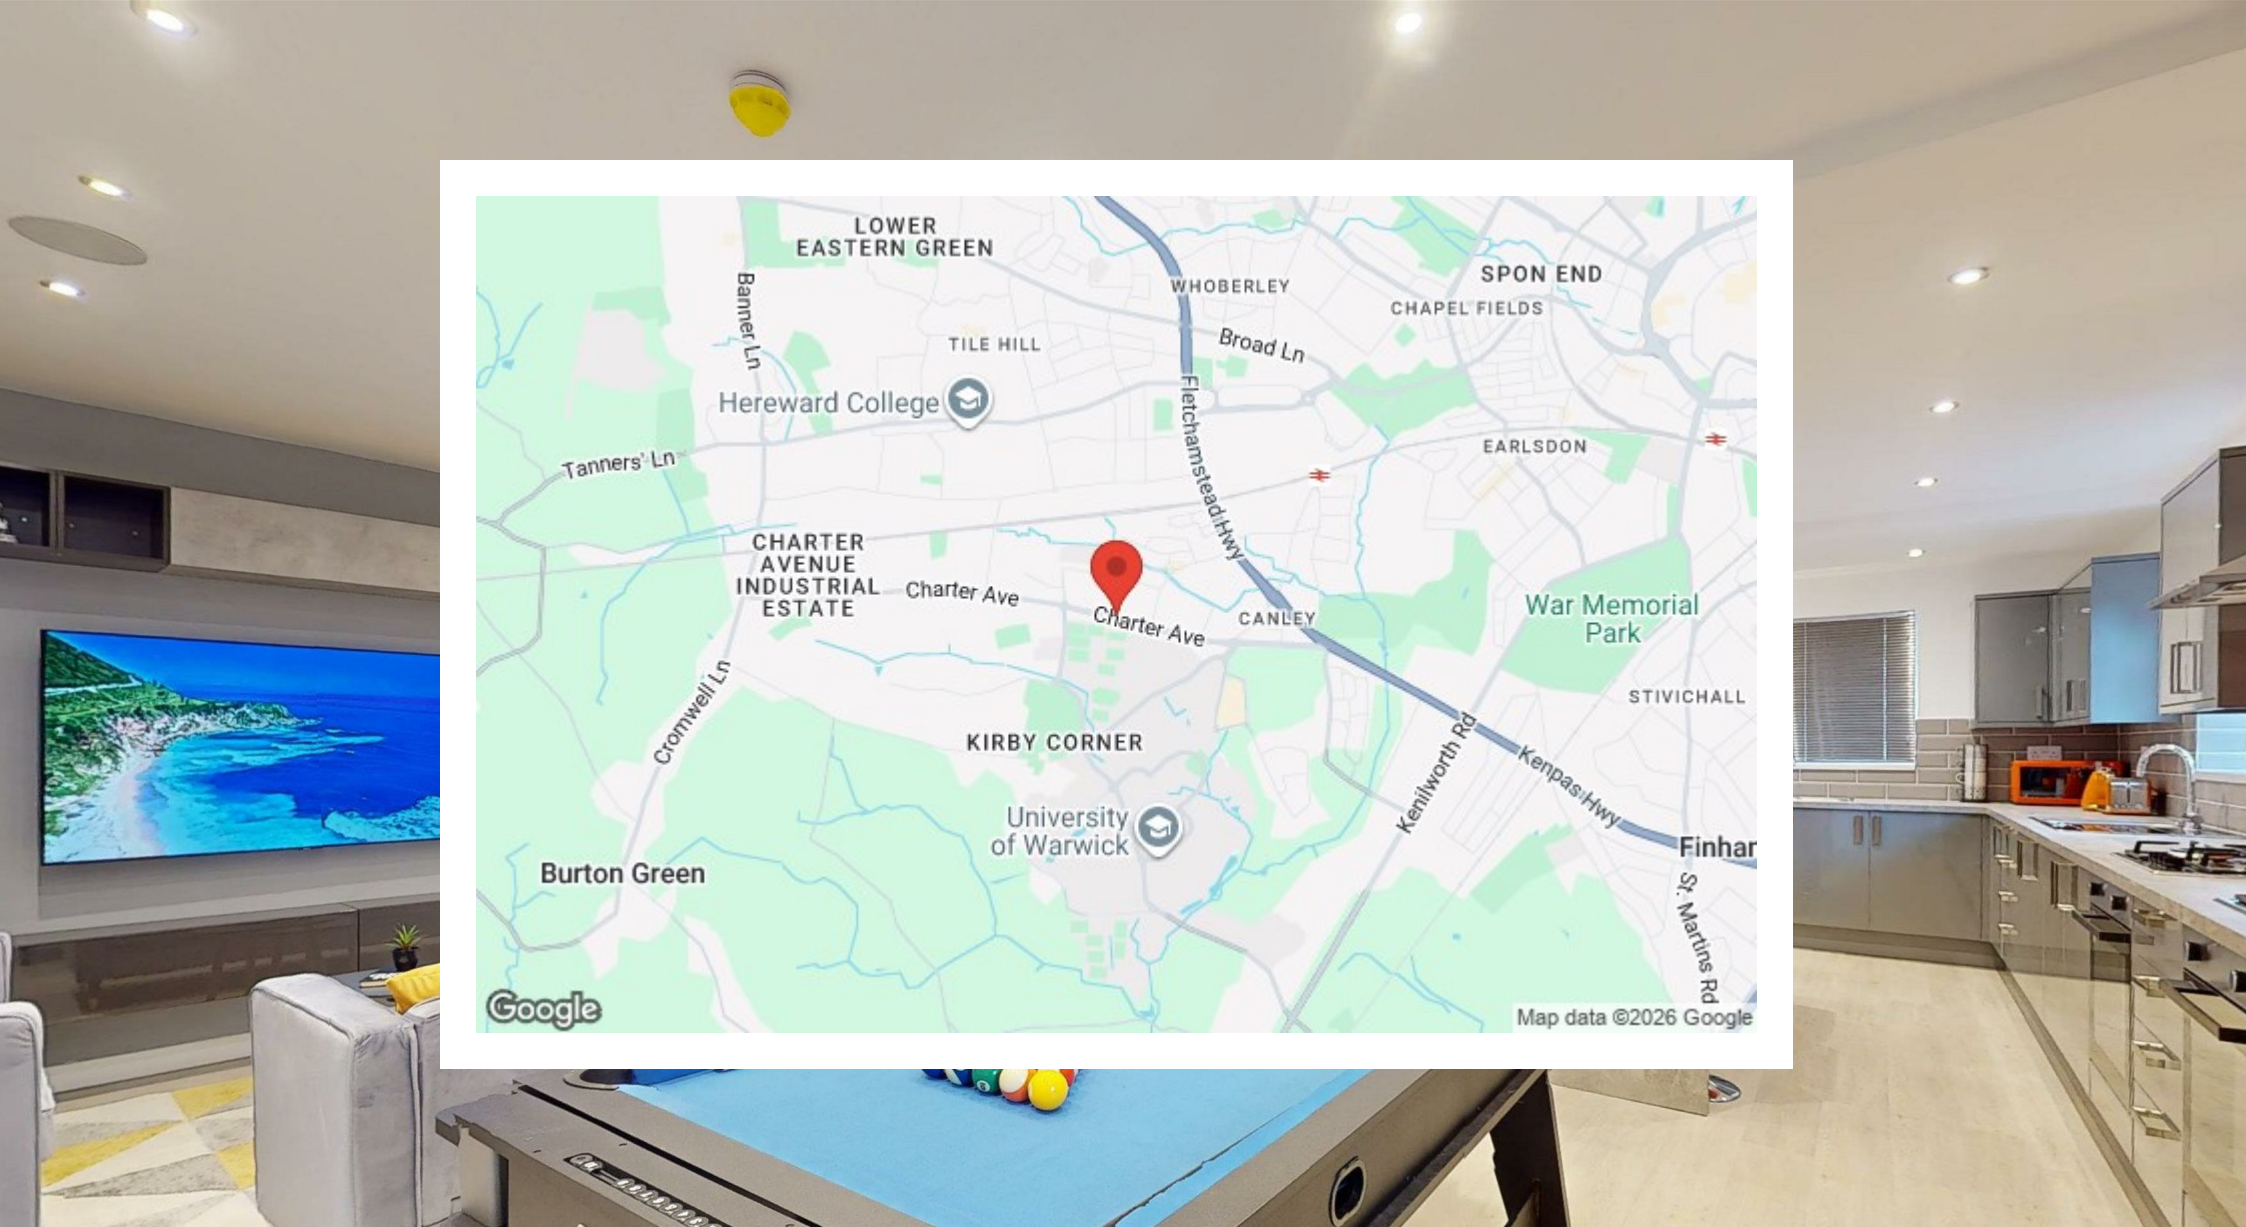 LOWER
EASTERN GREEN
Banner Ln
WHOBERLEY
SPON END
CHAPEL FIELDS
Broad Ln
TILE HILL
Hereward College
Fletchamstead Hwy
EARLSDON
Tanners' Ln
CHARTER
AVENUE
INDUSTRIAL
ESTATE
Charter Ave
Charter Ave
CANLEY
War Memorial
Park
STIVICHALL
Cromwell Ln
KIRBY CORNER
Kenilworth Rd
Kenpas Hwy
University
of Warwick
Finhar
Burton Green
St. Martins Rd
Google
Map data ©2026 Google
6